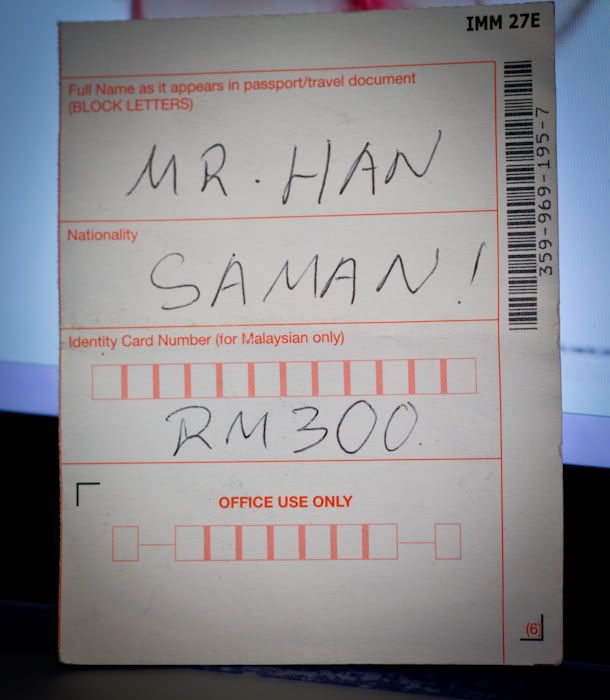 IMM 27E
Full Name as it appears in passport/travel document
(BLOCK LETTERS)
MR. HAN
359-969-195-7
Nationality
SAMAN!
Identity Card Number (for Malaysian only)
RM300.
OFFICE USE ONLY
(6)